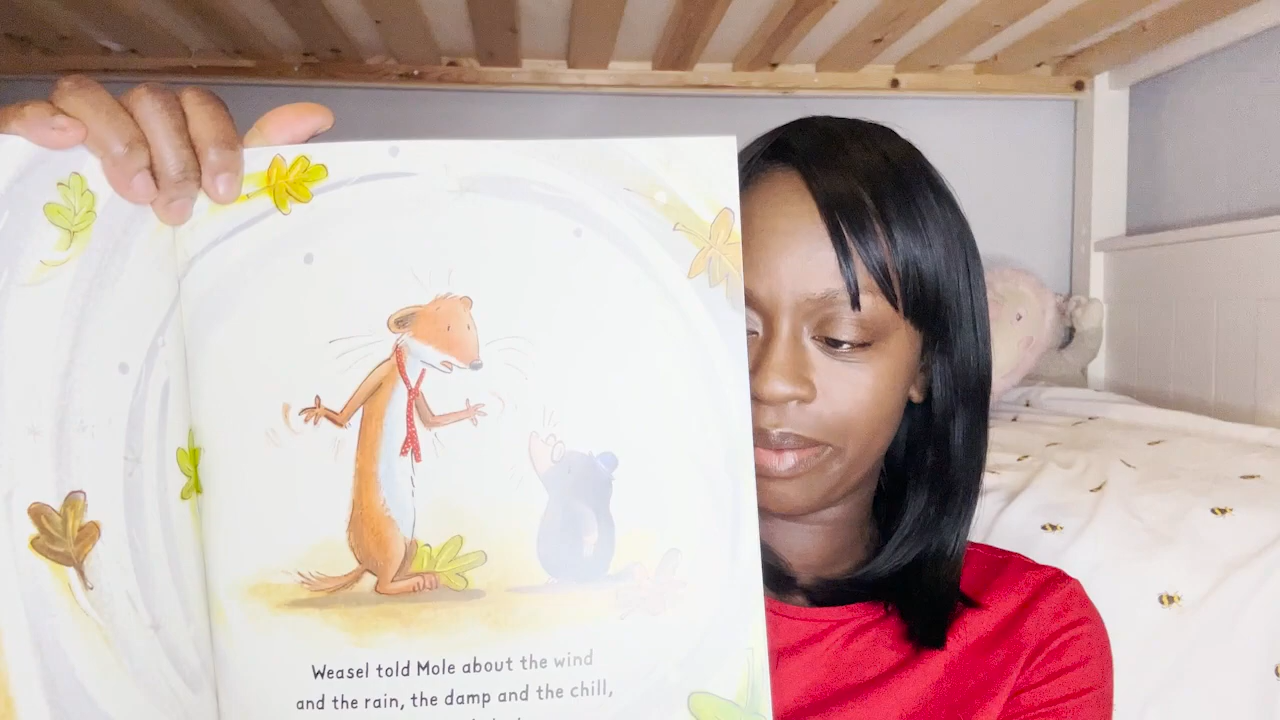 Weasel told Mole about the wind
and the rain, the damp and the chill,